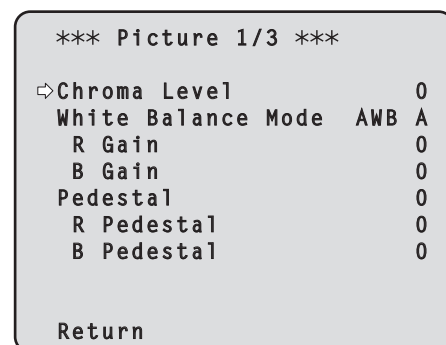 *** Picture 1/3 ***
⇨Chroma Level 0
White Balance Mode AWB A
R Gain 0
B Gain 0
Pedestal 0
R Pedestal 0
B Pedestal 0
Return